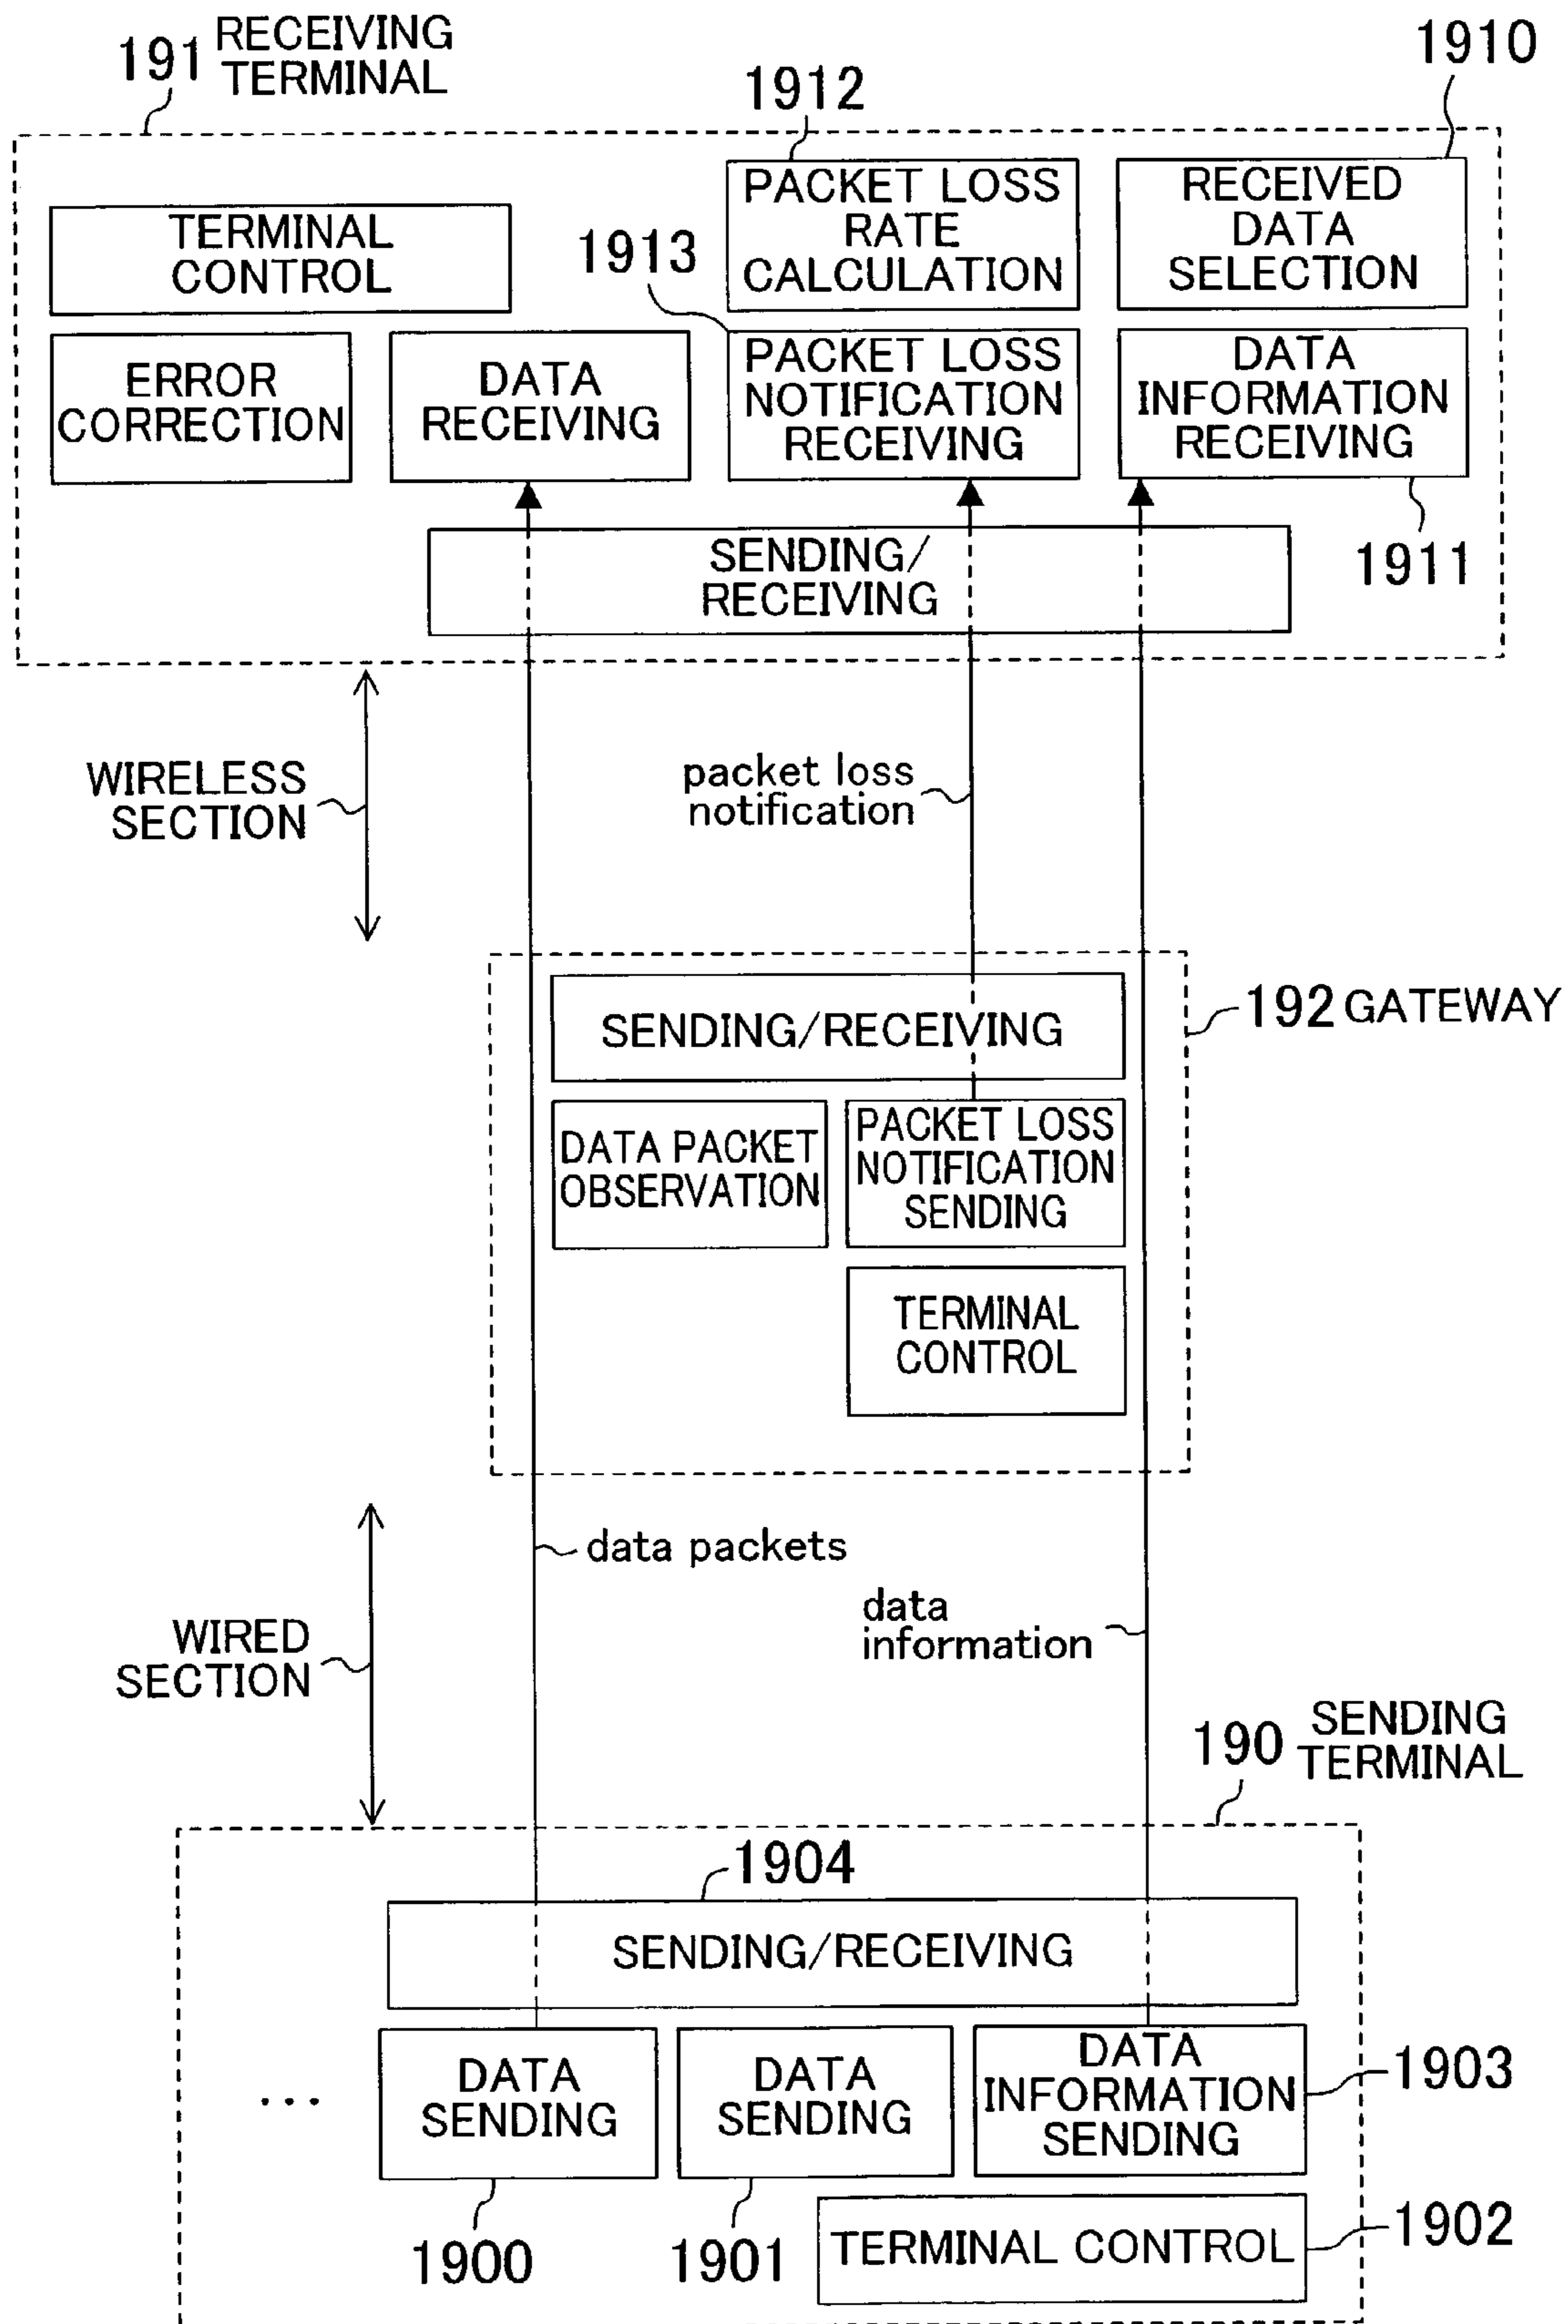 191 RECEIVING
TERMINAL
1910
1912
PACKET LOSS
RATE
CALCULATION
RECEIVED
DATA
SELECTION
TERMINAL
CONTROL
1913
ERROR
CORRECTION
DATA
RECEIVING
PACKET LOSS
NOTIFICATION
RECEIVING
DATA
INFORMATION
RECEIVING
1911
SENDING/
RECEIVING
WIRELESS
SECTION
packet loss
notification
192 GATEWAY
SENDING/RECEIVING
DATA PACKET
OBSERVATION
PACKET LOSS
NOTIFICATION
SENDING
TERMINAL
CONTROL
data packets
data
information
WIRED
SECTION
190 SENDING
TERMINAL
1904
SENDING/RECEIVING
...
DATA
SENDING
DATA
SENDING
DATA
INFORMATION
SENDING
1903
1900
1901
TERMINAL CONTROL
1902